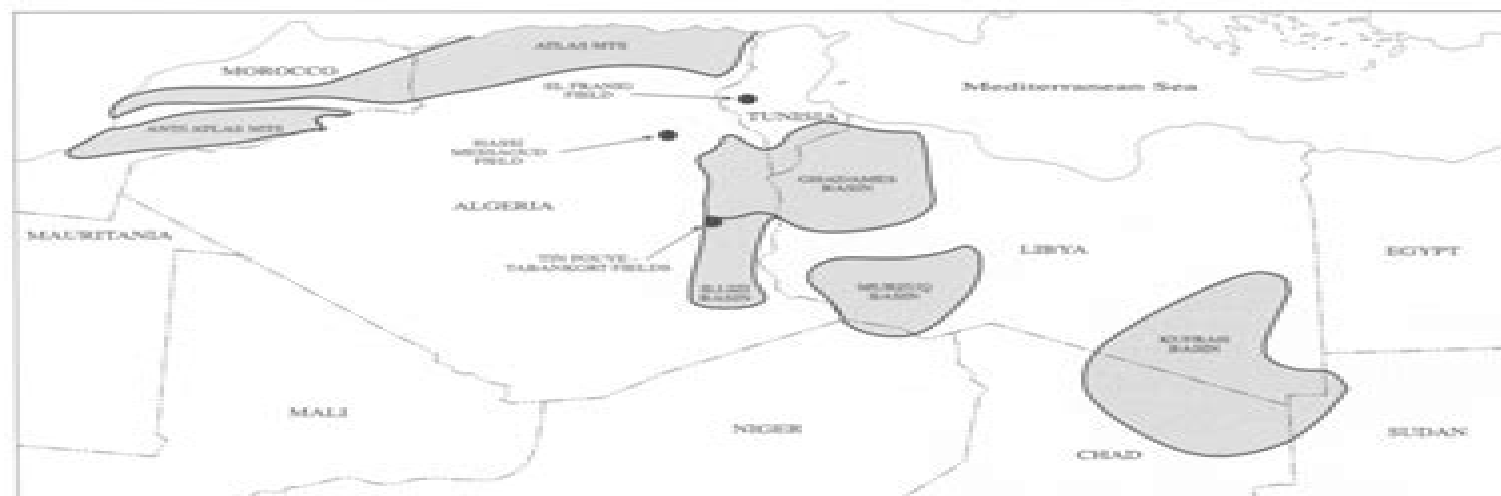 ATLAS MTS
MOROCCO
Mediterranean Sea
EL FRANIG
FIELD
TUNISIA
ANTI ATLAS MTS
HASSI
MESSAOUD
FIELD
GHADAMES
BASIN
ALGERIA
MAURITANIA
LIBYA
EGYPT
TIN FOUYE -
TABANKORT FIELDS
ILLIZI
BASIN
MURZUQ
BASIN
KUFRAH
BASIN
MALI
NIGER
SUDAN
CHAD